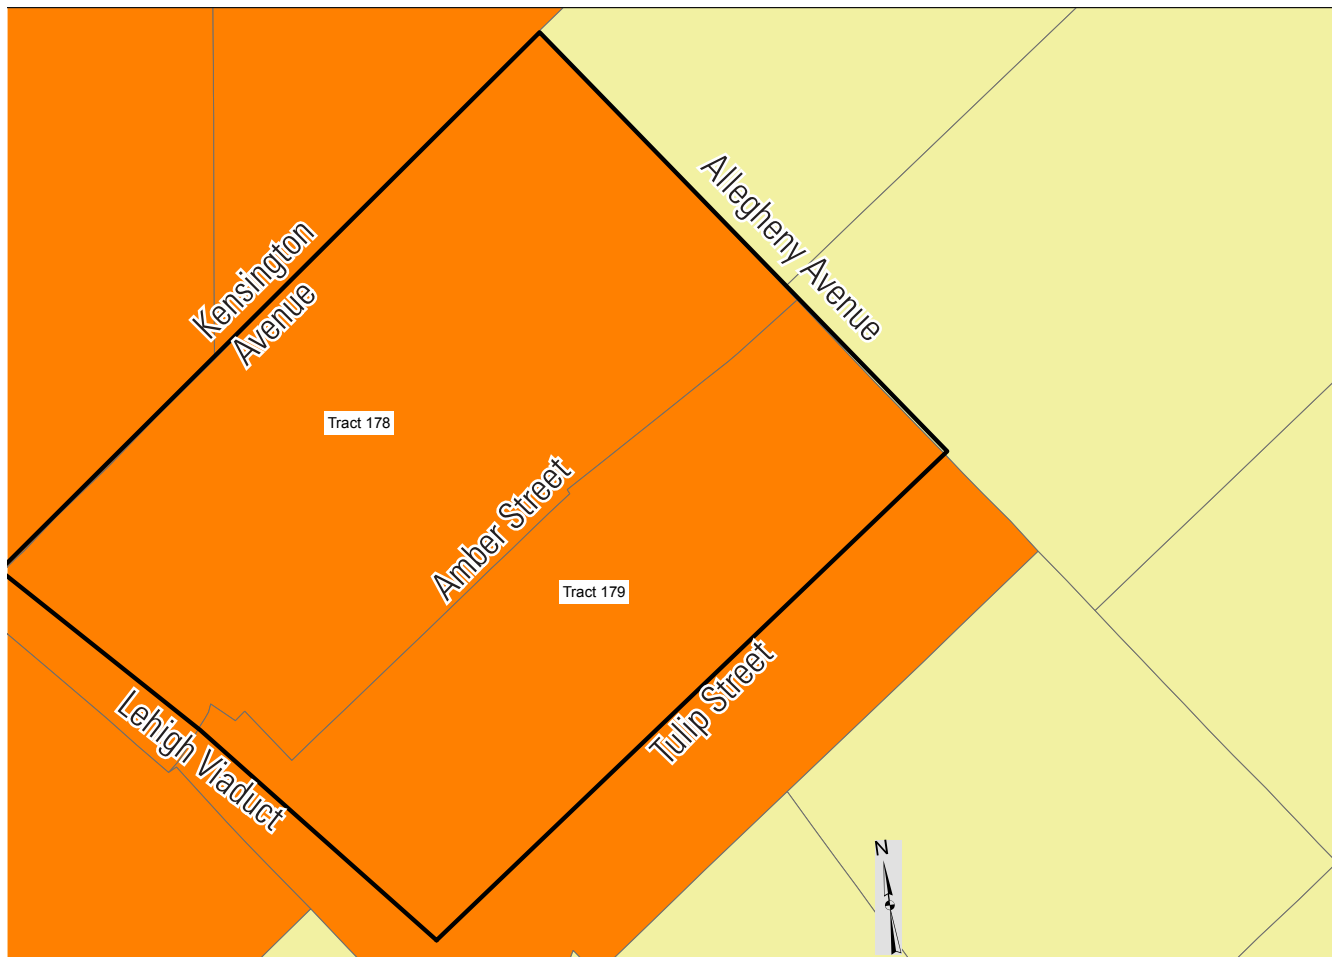 Allegheny Avenue
Kensington
Avenue
Tract 178
Amber Street
Tract 179
Tulip Street
Lehigh Viaduct
N